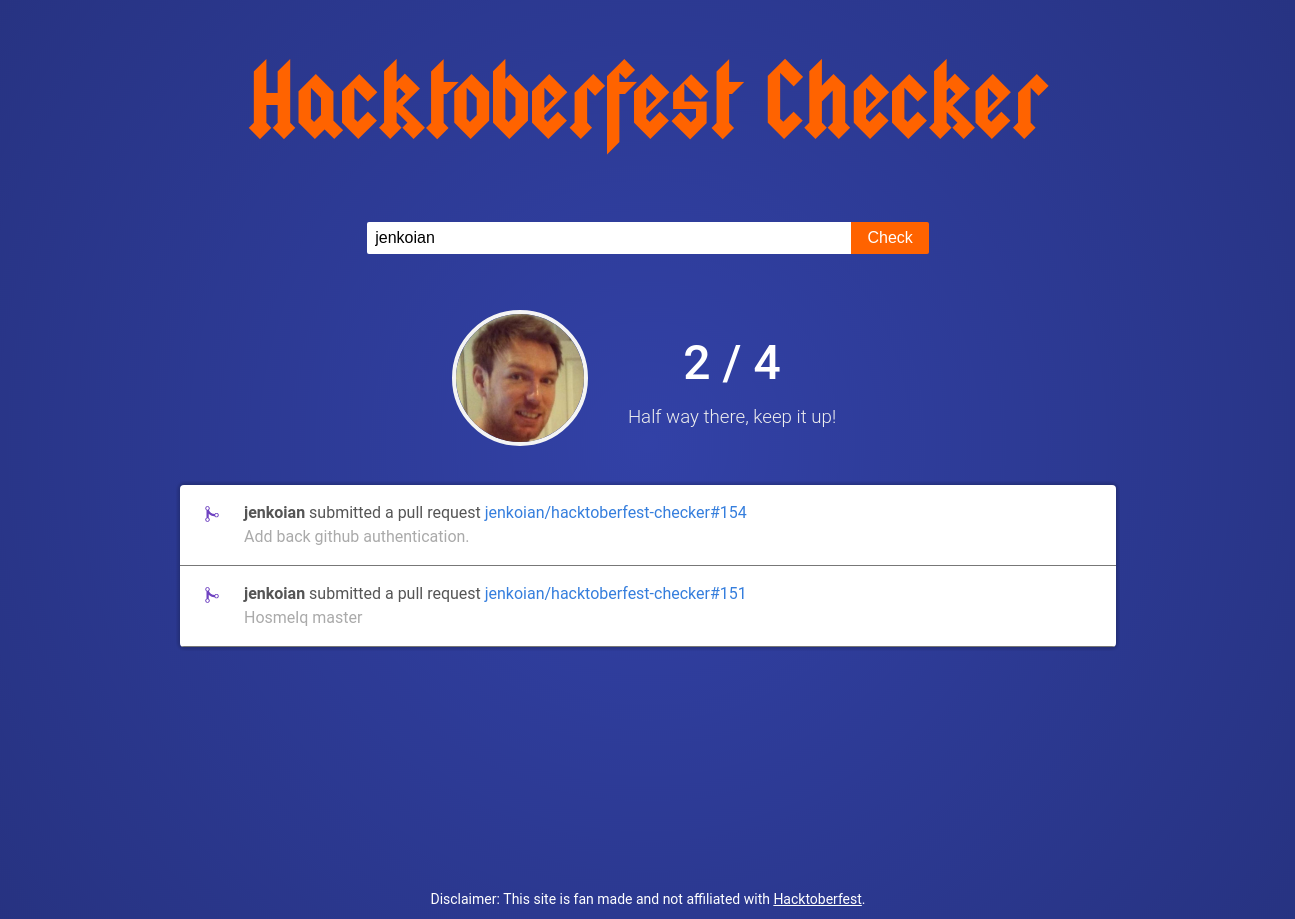 Hacktoberfest Checker
jenkoian
Check
2 / 4
Half way there, keep it up!
jenkoian submitted a pull request jenkoian/hacktoberfest-checker#154
Add back github authentication.
jenkoian submitted a pull request jenkoian/hacktoberfest-checker#151
Hosmelq master
Disclaimer: This site is fan made and not affiliated with Hacktoberfest.